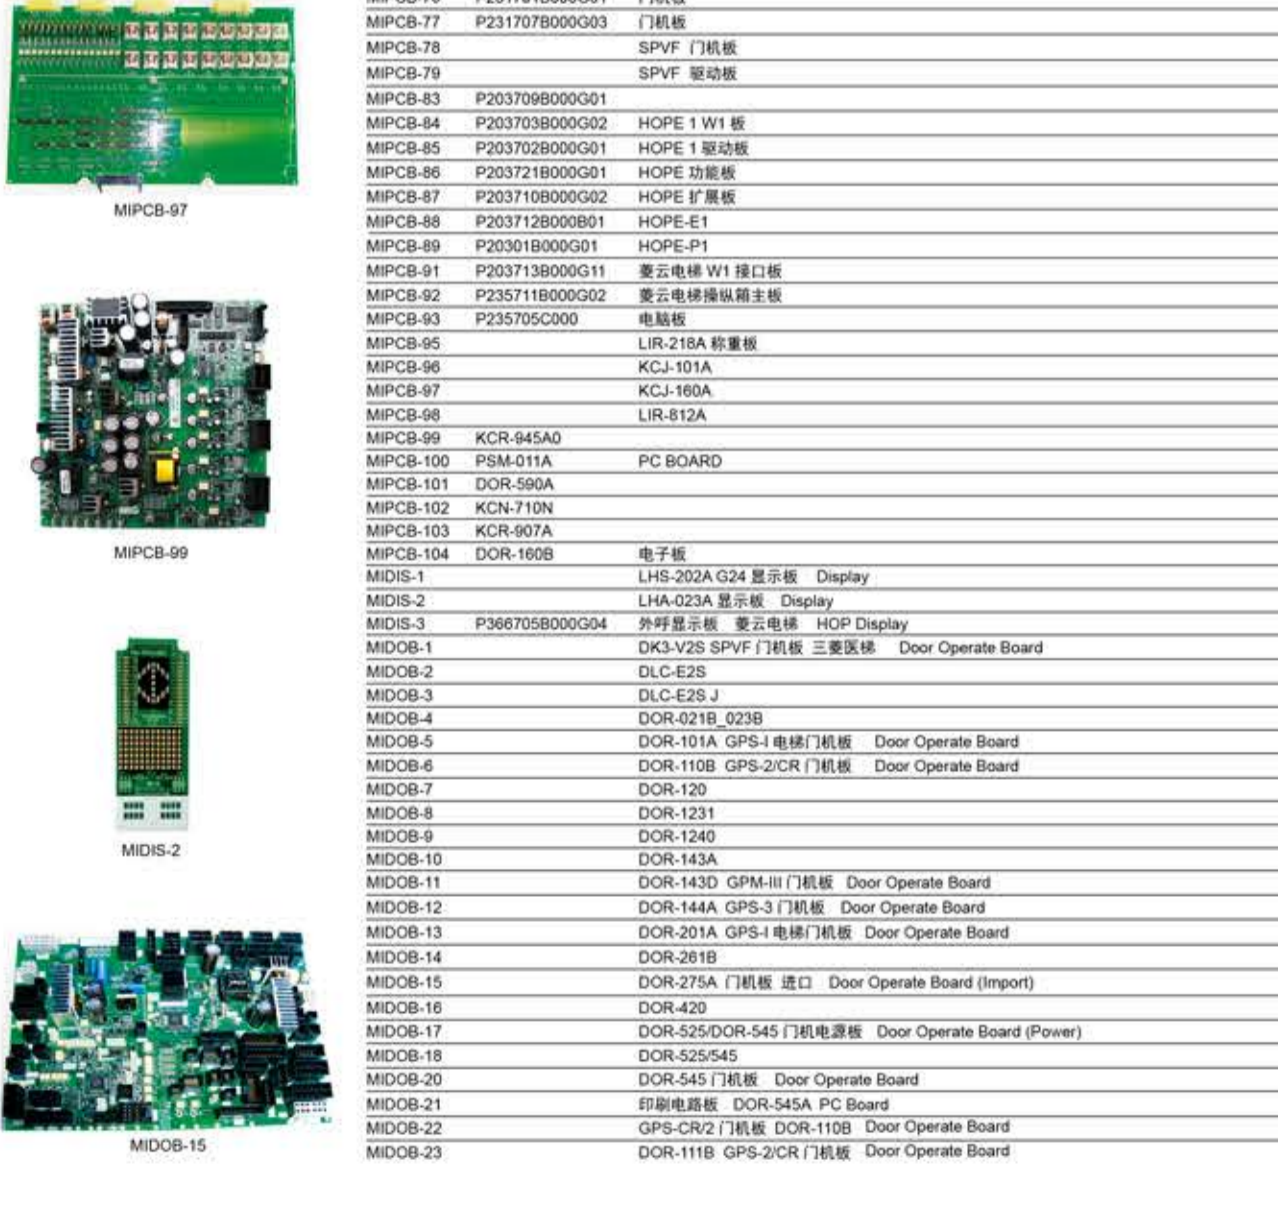 MIPCB-77 P231707B000G03 门机板
MIPCB-78 SPVF 门机板
MIPCB-79 SPVF 驱动板
MIPCB-83 P203709B000G01
MIPCB-84 P203703B000G02 HOPE 1 W1 板
MIPCB-85 P203702B000G01 HOPE 1 驱动板
MIPCB-86 P203721B000G01 HOPE 功能板
MIPCB-87 P203710B000G02 HOPE 扩展板
MIPCB-88 P203712B000B01 HOPE-E1
MIPCB-89 P20301B000G01 HOPE-P1
MIPCB-91 P203713B000G11 菱云电梯 W1 接口板
MIPCB-92 P235711B000G02 菱云电梯操纵箱主板
MIPCB-93 P235705C000 电脑板
MIPCB-95 LIR-218A 称重板
MIPCB-96 KCJ-101A
MIPCB-97 KCJ-160A
MIPCB-98 LIR-812A
MIPCB-99 KCR-945A0
MIPCB-100 PSM-011A PC BOARD
MIPCB-101 DOR-590A
MIPCB-102 KCN-710N
MIPCB-103 KCR-907A
MIPCB-104 DOR-160B 电子板
MIDIS-1 LHS-202A G24 显示板 Display
MIDIS-2 LHA-023A 显示板 Display
MIDIS-3 P366705B000G04 外呼显示板 菱云电梯 HOP Display
MIDOB-1 DK3-V2S SPVF 门机板 三菱医梯 Door Operate Board
MIDOB-2 DLC-E2S
MIDOB-3 DLC-E2S J
MIDOB-4 DOR-021B_023B
MIDOB-5 DOR-101A GPS-I 电梯门机板 Door Operate Board
MIDOB-6 DOR-110B GPS-2/CR 门机板 Door Operate Board
MIDOB-7 DOR-120
MIDOB-8 DOR-1231
MIDOB-9 DOR-1240
MIDOB-10 DOR-143A
MIDOB-11 DOR-143D GPM-III 门机板 Door Operate Board
MIDOB-12 DOR-144A GPS-3 门机板 Door Operate Board
MIDOB-13 DOR-201A GPS-I 电梯门机板 Door Operate Board
MIDOB-14 DOR-261B
MIDOB-15 DOR-275A 门机板 进口 Door Operate Board (Import)
MIDOB-16 DOR-420
MIDOB-17 DOR-525/DOR-545 门机电源板 Door Operate Board (Power)
MIDOB-18 DOR-525/545
MIDOB-20 DOR-545 门机板 Door Operate Board
MIDOB-21 印刷电路板 DOR-545A PC Board
MIDOB-22 GPS-CR/2 门机板 DOR-110B Door Operate Board
MIDOB-23 DOR-111B GPS-2/CR 门机板 Door Operate Board
MIPCB-97
MIPCB-99
MIDIS-2
MIDOB-15